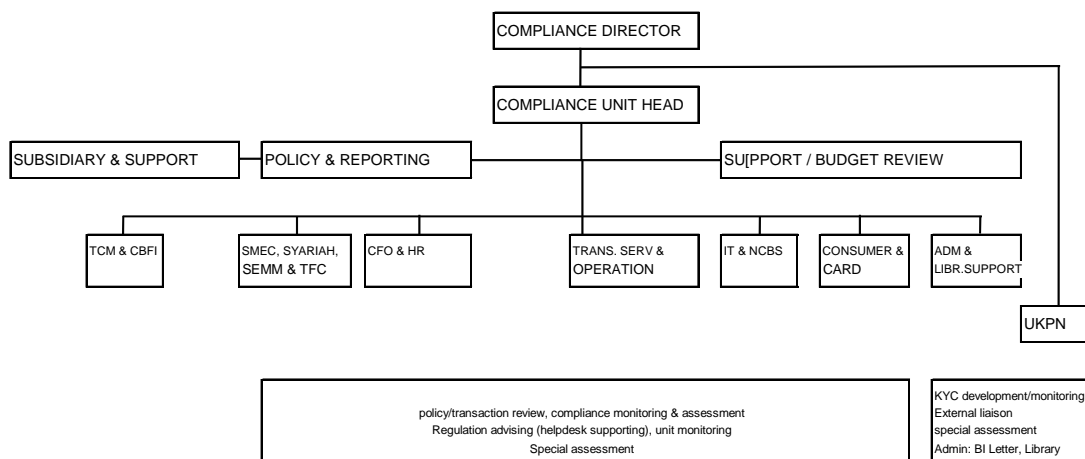 COMPLIANCE DIRECTOR
COMPLIANCE UNIT HEAD
SUBSIDIARY & SUPPORT
POLICY & REPORTING
SU[PPORT / BUDGET REVIEW
TCM & CBFI
SMEC, SYARIAH,
SEMM & TFC
CFO & HR
TRANS. SERV &
OPERATION
IT & NCBS
CONSUMER &
CARD
ADM &
LIBR.SUPPORT
UKPN
policy/transaction review, compliance monitoring & assessment
Regulation advising (helpdesk supporting), unit monitoring
Special assessment
KYC development/monitoring
External liaison
special assessment
Admin: BI Letter, Library